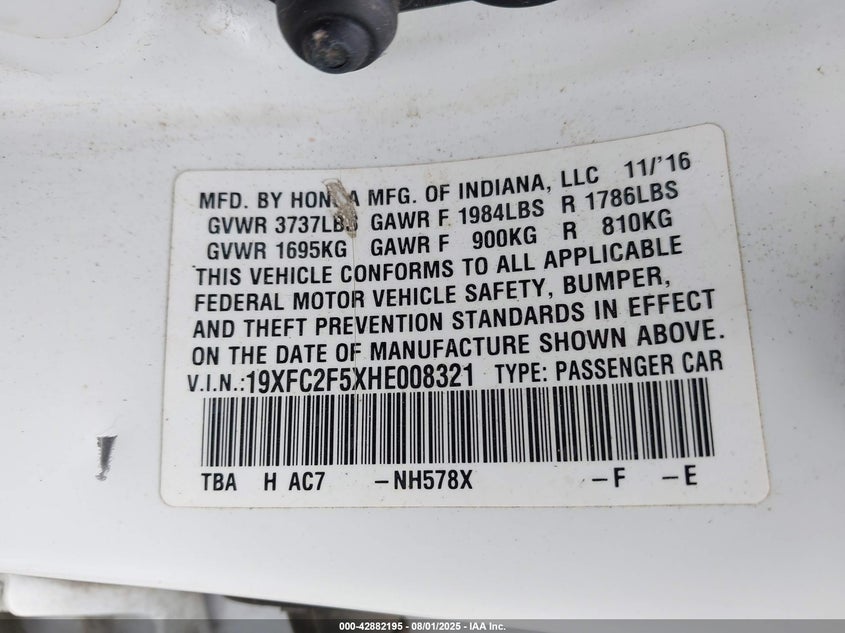 MFD. BY HONDA MFG. OF INDIANA, LLC 11/'16
GVWR 3737LBS GAWR F 1984LBS R 1786LBS
GVWR 1695KG GAWR F 900KG R 810KG
THIS VEHICLE CONFORMS TO ALL APPLICABLE
FEDERAL MOTOR VEHICLE SAFETY, BUMPER,
AND THEFT PREVENTION STANDARDS IN EFFECT
ON THE DATE OF MANUFACTURE SHOWN ABOVE.
V.I.N.:19XFC2F5XHE008321 TYPE: PASSENGER CAR
TBA H AC7 –NH578X –F –E
000-42882195 - 08/01/2025 - IAA Inc.